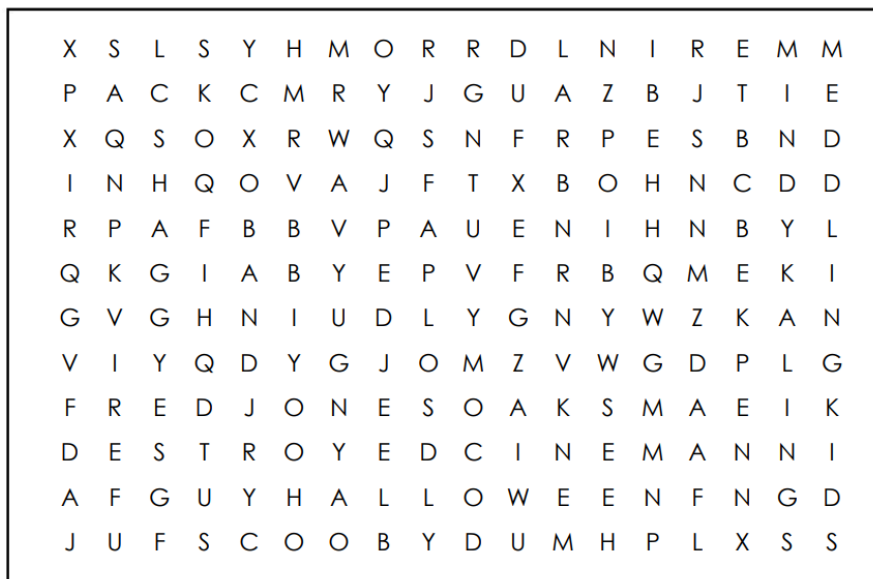 X S L S Y H M O R R D L N I R E M M
P A C K C M R Y J G U A Z B J T I E
X Q S O X R W Q S N F R P E S B N D
I N H Q O V A J F T X B O H N C D D
R P A F B B V P A U E N I H N B Y L
Q K G I A B Y E P V F R B Q M E K I
G V G H N I U D L Y G N Y W Z K A N
V I Y Q D Y G J O M Z V W G D P L G
F R E D J O N E S O A K S M A E I K
D E S T R O Y E D C I N E M A N N I
A F G U Y H A L L O W E E N F N G D
J U F S C O O B Y D U M H P L X S S